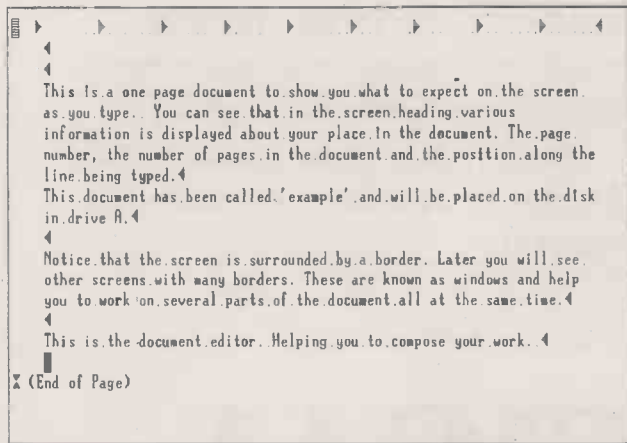 This is a one page document to show you what to expect on the screen
as you type.. You can see that in the screen heading various
information is displayed about your place in the document. The page
number, the number of pages in the document and the position along the
line being typed.
This document has been called 'example' and will be placed on the disk
in drive A.
Notice that the screen is surrounded by a border. Later you will see
other screens with many borders. These are known as windows and help
you to work on several parts of the document all at the same time.
This is the document editor. Helping you to compose your work.
(End of Page)